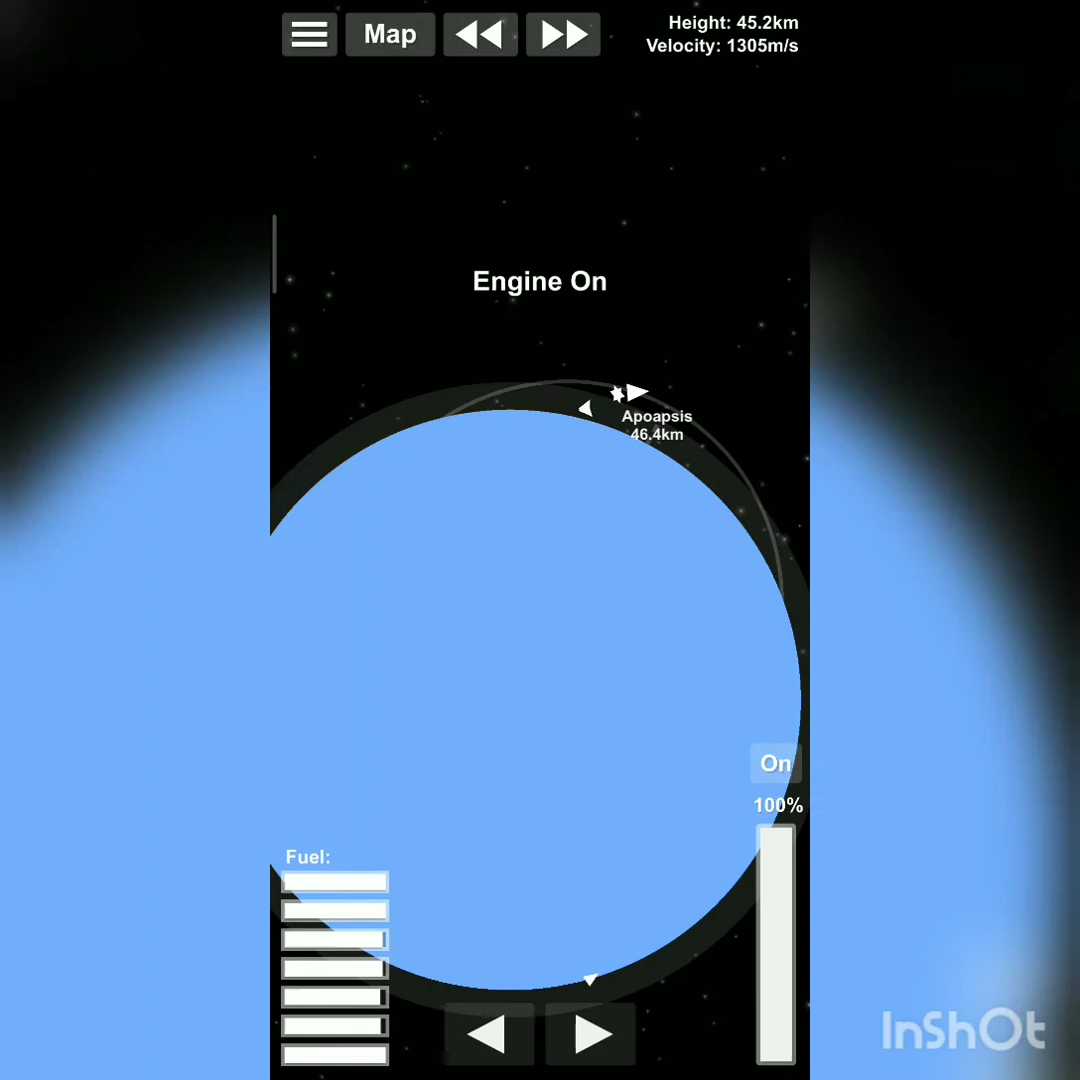 Map
Height: 45.2km
Velocity: 1305m/s
Engine On
Apoapsis
46.4km
On
100%
Fuel:
InShOt